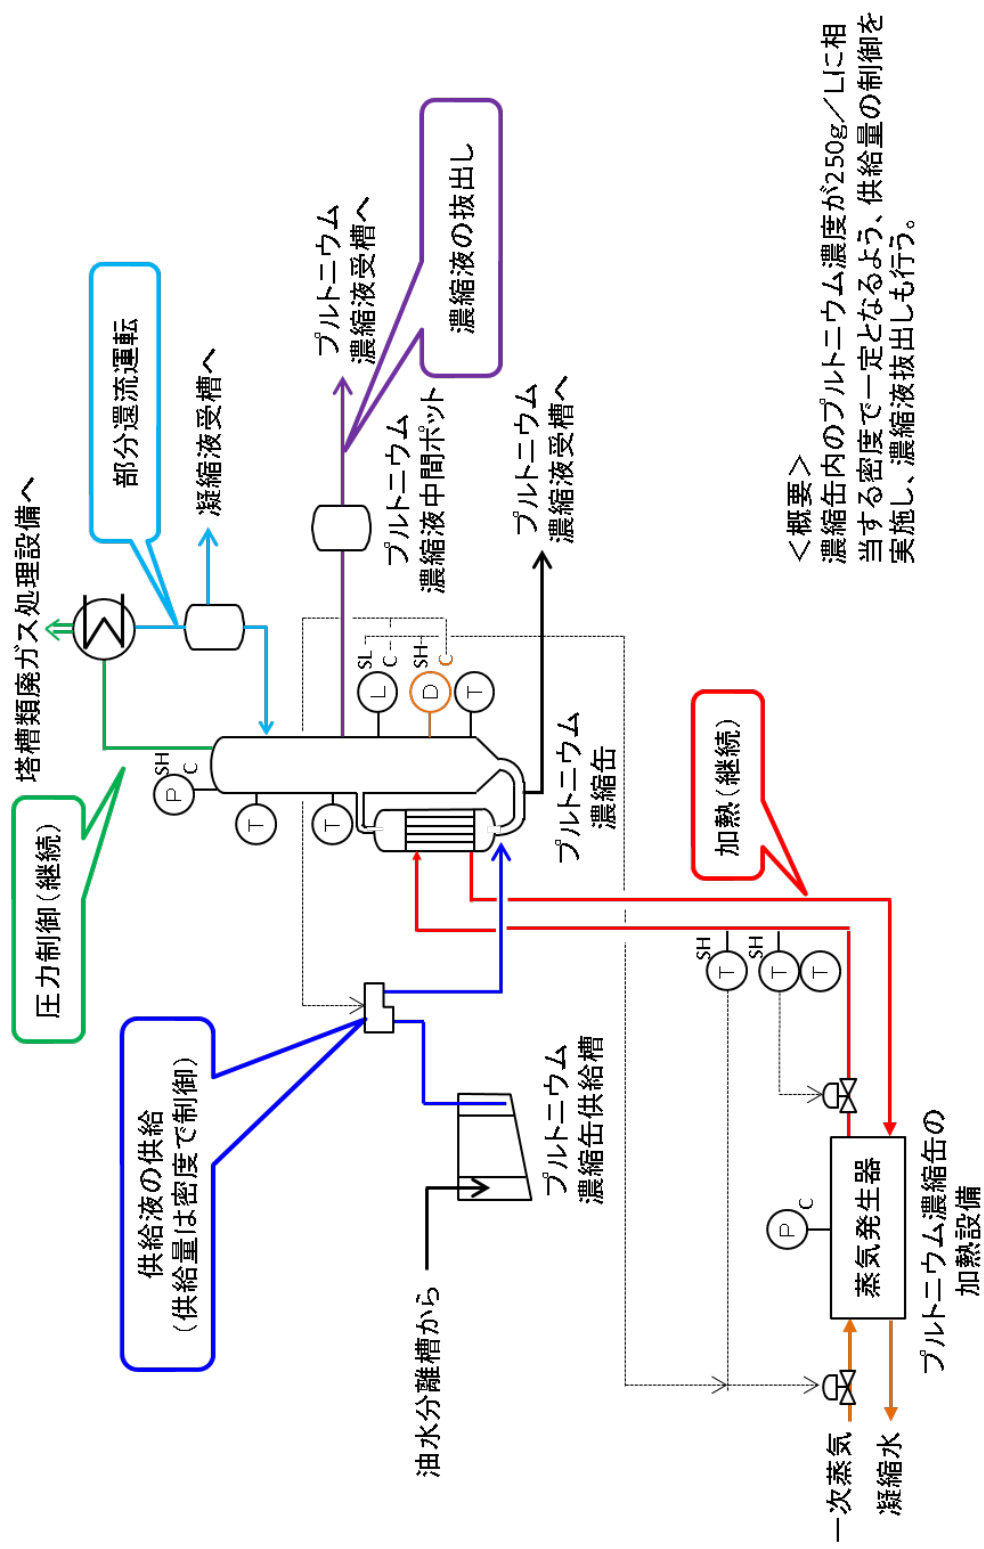 塔槽類廃ガス処理設備へ
圧力制御(継続)
部分還流運転
凝縮液受槽へ
供給液の供給
(供給量は密度で制御)
P
SH
C
T
T
L
SL
C
D
SH
C
T
プルトニウム
濃縮液受槽へ
濃縮液の抜出し
プルトニウム
濃縮液中間ポット
プルトニウム
濃縮液受槽へ
プルトニウム
濃縮缶
油水分離槽から
プルトニウム
濃縮缶供給槽
加熱(継続)
SH
T
SH
T
T
P
C
蒸気発生器
一次蒸気
凝縮水
プルトニウム濃縮缶の
加熱設備
<概要>
濃縮缶内のプルトニウム濃度が250g/Lに相
当する密度で一定となるよう、供給量の制御を
実施し、濃縮液抜出しも行う。